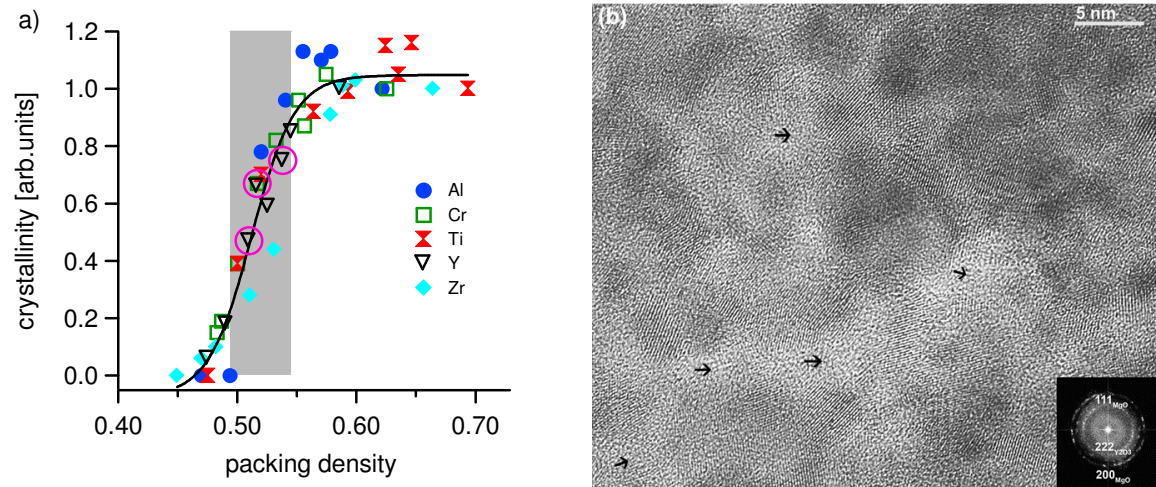 a)
1.2
1.0
0.8
0.6
0.4
0.2
0.0
crystallinity [arb.units]
0.40
0.50
0.60
0.70
packing density
Al
Cr
Ti
Y
Zr
(b)
5 nm
111MgO
222Y2O3
200MgO